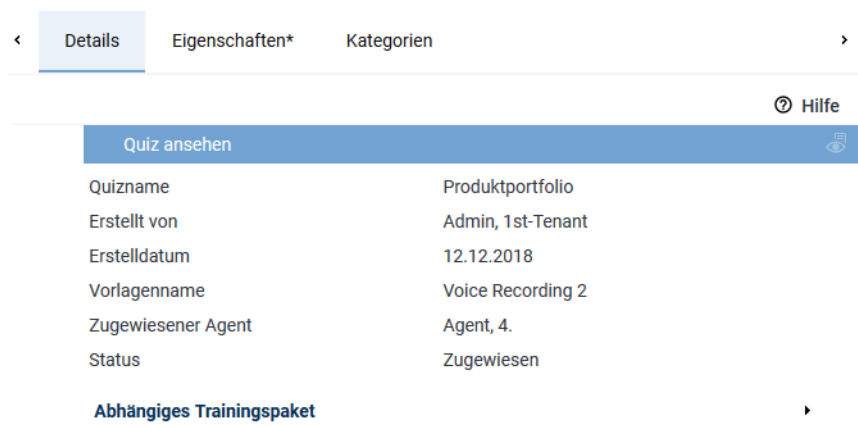 Details Eigenschaften* Kategorien
Hilfe
Quiz ansehen
Quizname Produktportfolio
Erstellt von Admin, 1st-Tenant
Erstelldatum 12.12.2018
Vorlagenname Voice Recording 2
Zugewiesener Agent Agent, 4.
Status Zugewiesen
Abhängiges Trainingspaket